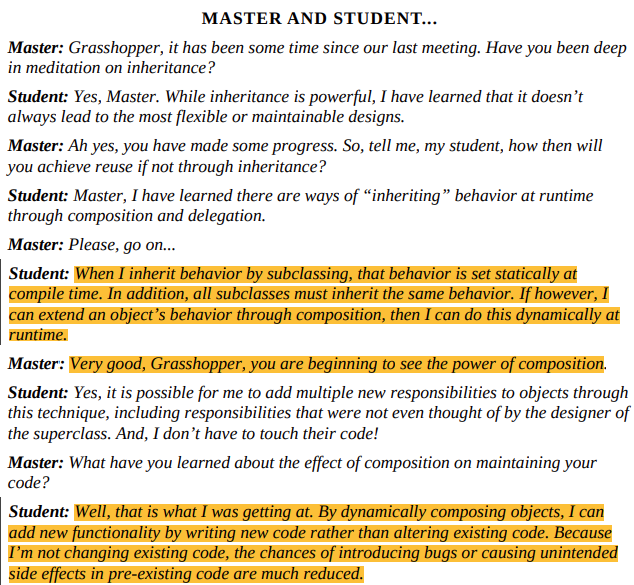 MASTER AND STUDENT...
Master: Grasshopper, it has been some time since our last meeting. Have you been deep
in meditation on inheritance?
Student: Yes, Master. While inheritance is powerful, I have learned that it doesn’t
always lead to the most flexible or maintainable designs.
Master: Ah yes, you have made some progress. So, tell me, my student, how then will
you achieve reuse if not through inheritance?
Student: Master, I have learned there are ways of “inheriting” behavior at runtime
through composition and delegation.
Master: Please, go on...
Student: When I inherit behavior by subclassing, that behavior is set statically at
compile time. In addition, all subclasses must inherit the same behavior. If however, I
can extend an object’s behavior through composition, then I can do this dynamically at
runtime.
Master: Very good, Grasshopper, you are beginning to see the power of composition.
Student: Yes, it is possible for me to add multiple new responsibilities to objects through
this technique, including responsibilities that were not even thought of by the designer of
the superclass. And, I don’t have to touch their code!
Master: What have you learned about the effect of composition on maintaining your
code?
Student: Well, that is what I was getting at. By dynamically composing objects, I can
add new functionality by writing new code rather than altering existing code. Because
I’m not changing existing code, the chances of introducing bugs or causing unintended
side effects in pre-existing code are much reduced.